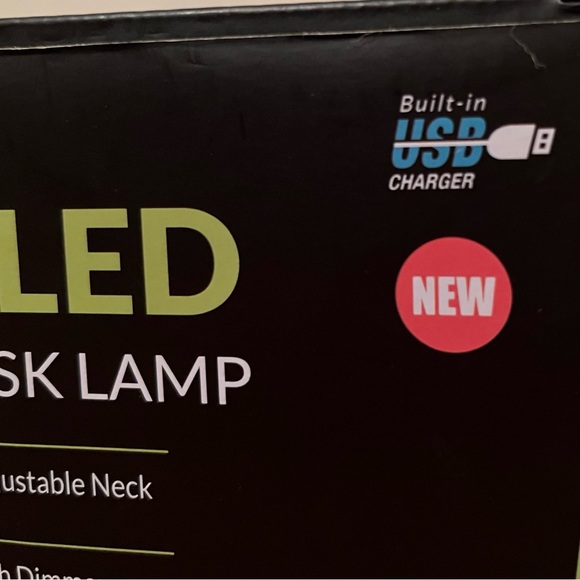 Built-in
USB
CHARGER
LED
NEW
SK LAMP
ustable Neck